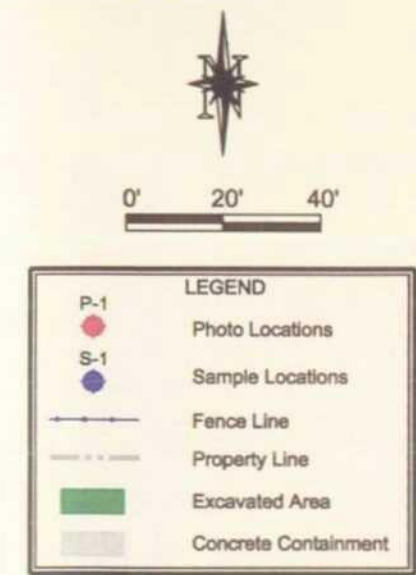 N
0' 20' 40'
LEGEND
P-1
Photo Locations
S-1
Sample Locations
Fence Line
Property Line
Excavated Area
Concrete Containment